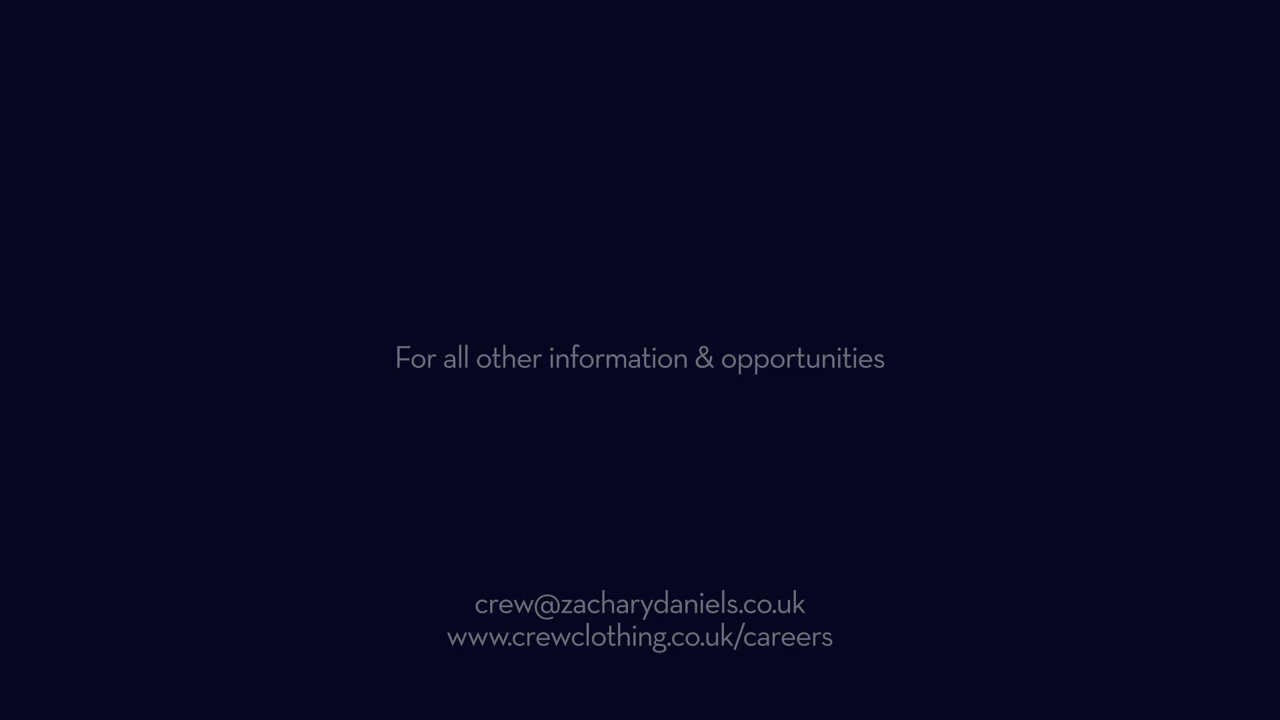 For all other information & opportunities
crew@zacharydaniels.co.uk
www.crewclothing.co.uk/careers